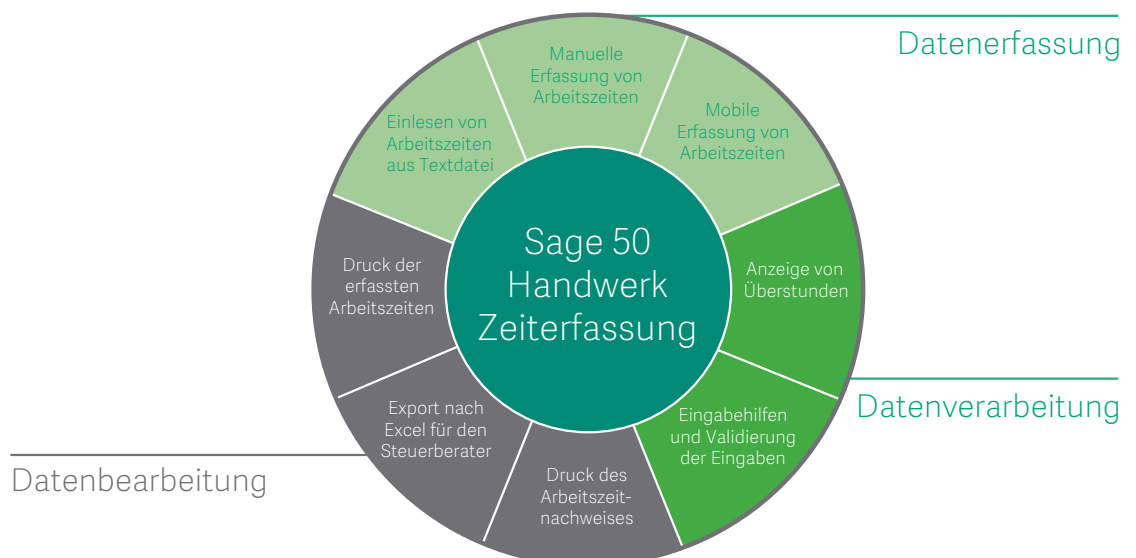 Datenerfassung
Manuelle
Erfassung von
Arbeitszeiten
Mobile
Erfassung von
Arbeitszeiten
Einlesen von
Arbeitszeiten
aus Textdatei
Sage 50
Handwerk
Zeiterfassung
Druck der
erfassten
Arbeitszeiten
Anzeige von
Überstunden
Datenverarbeitung
Export nach
Excel für den
Steuerberater
Eingabehilfen
und Validierung
der Eingaben
Datenbearbeitung
Druck des
Arbeitszeit-
nachweises